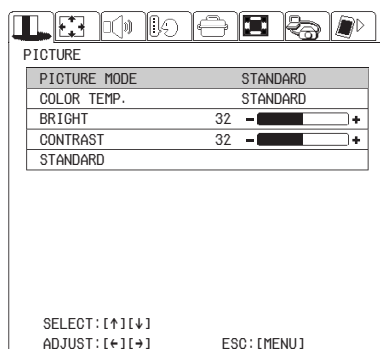 PICTURE
PICTURE MODE STANDARD
COLOR TEMP. STANDARD
BRIGHT 32 - +
CONTRAST 32 - +
STANDARD
SELECT:[↑][↓]
ADJUST:[←][→] ESC:[MENU]